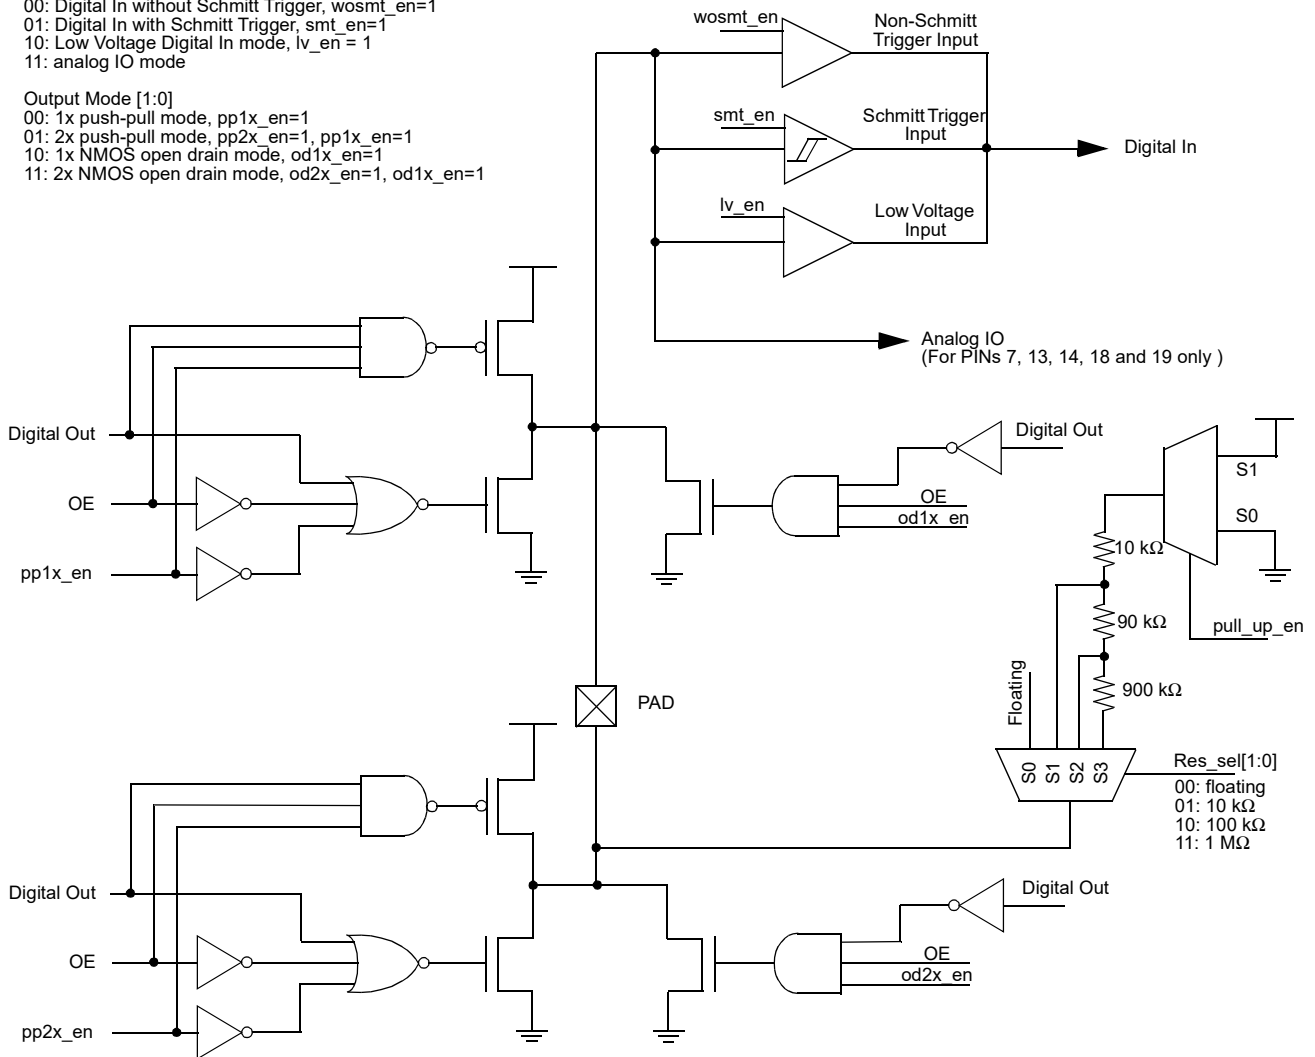 00: Digital In without Schmitt Trigger, wosmt_en=1
01: Digital In with Schmitt Trigger, smt_en=1
10: Low Voltage Digital In mode, lv_en = 1
11: analog IO mode
Output Mode [1:0]
00: 1x push-pull mode, pp1x_en=1
01: 2x push-pull mode, pp2x_en=1, pp1x_en=1
10: 1x NMOS open drain mode, od1x_en=1
11: 2x NMOS open drain mode, od2x_en=1, od1x_en=1
wosmt_en
Non-Schmitt
Trigger Input
smt_en
Schmitt Trigger
Input
Digital In
lv_en
Low Voltage
Input
Analog IO
(For PINs 7, 13, 14, 18 and 19 only )
Digital Out
OE
pp1x_en
Digital Out
OE
od1x_en
S1
S0
10 kΩ
90 kΩ
pull_up_en
900 kΩ
Floating
PAD
S0
S1
S2
S3
Res_sel[1:0]
00: floating
01: 10 kΩ
10: 100 kΩ
11: 1 MΩ
Digital Out
OE
pp2x_en
Digital Out
OE
od2x_en